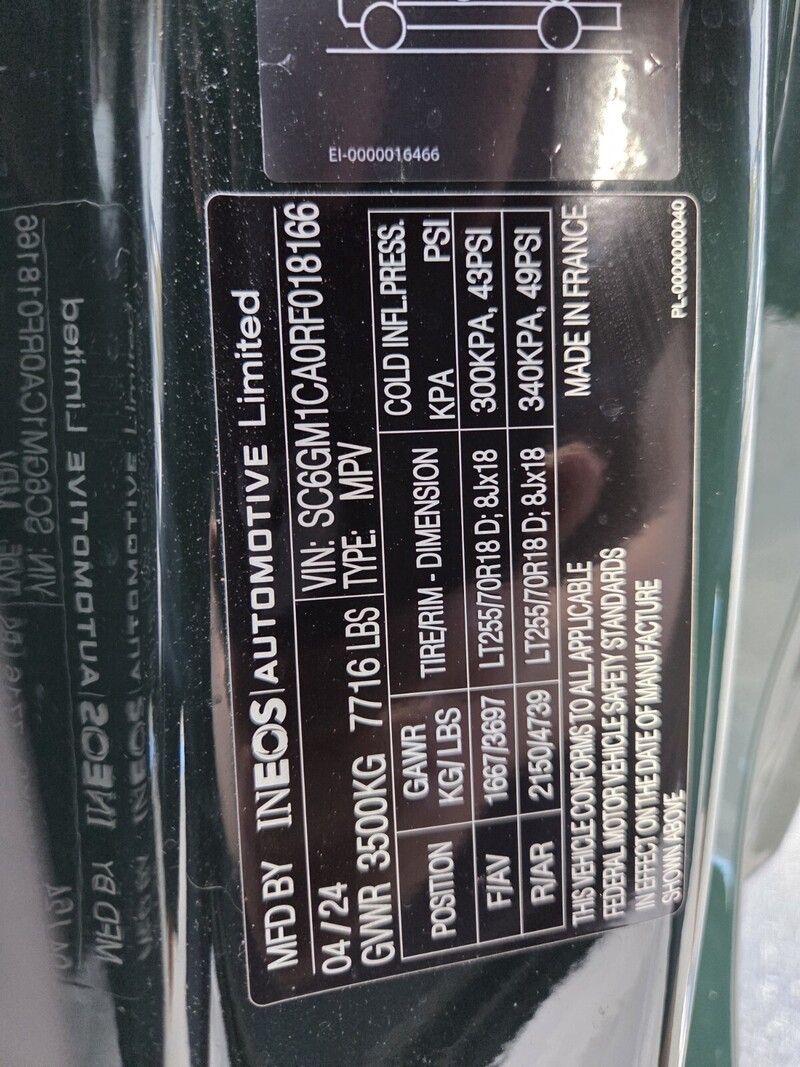 EI-0000016466
MFD BY INEOS|AUTOMOTIVE Limited
04 / 24 VIN: SC6GM1CA0RF018166
GVWR 3500KG 7716 LBS TYPE: MPV
POSITION GAWR KG/ LBS TIRE/RIM - DIMENSION COLD INFL.PRESS. KPA PSI
F/AV 1667/3697 LT255/70R18 D; 8Jx18 300KPA, 43PSI
R/AR 2150/4739 LT255/70R18 D; 8Jx18 340KPA, 49PSI
THIS VEHICLE CONFORMS TO ALL APPLICABLE MADE IN FRANCE
FEDERAL MOTOR VEHICLE SAFETY STANDARDS
IN EFFECT ON THE DATE OF MANUFACTURE
SHOWN ABOVE
PL-0000000040